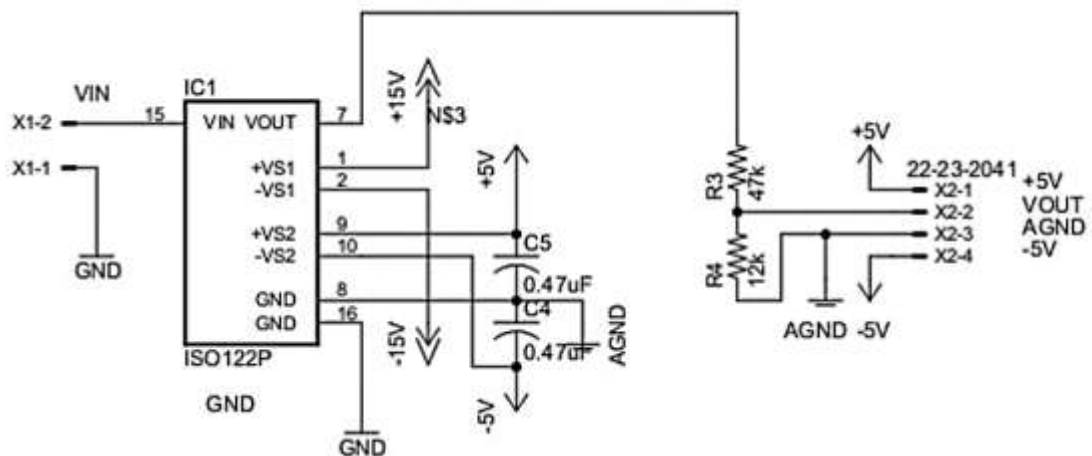 VIN
X1-2
X1-1
GND
IC1
15
VIN VOUT
7
+VS1
1
-VS1
2
+VS2
9
-VS2
10
GND
8
GND
16
ISO122P
GND
GND
+15V
N$3
-15V
+5V
C5
0.47uF
C4
0.47uF
AGND
-5V
R3
47k
R4
12k
+5V
22-23-2041
X2-1
X2-2
X2-3
X2-4
+5V
VOUT
AGND
-5V
AGND
-5V